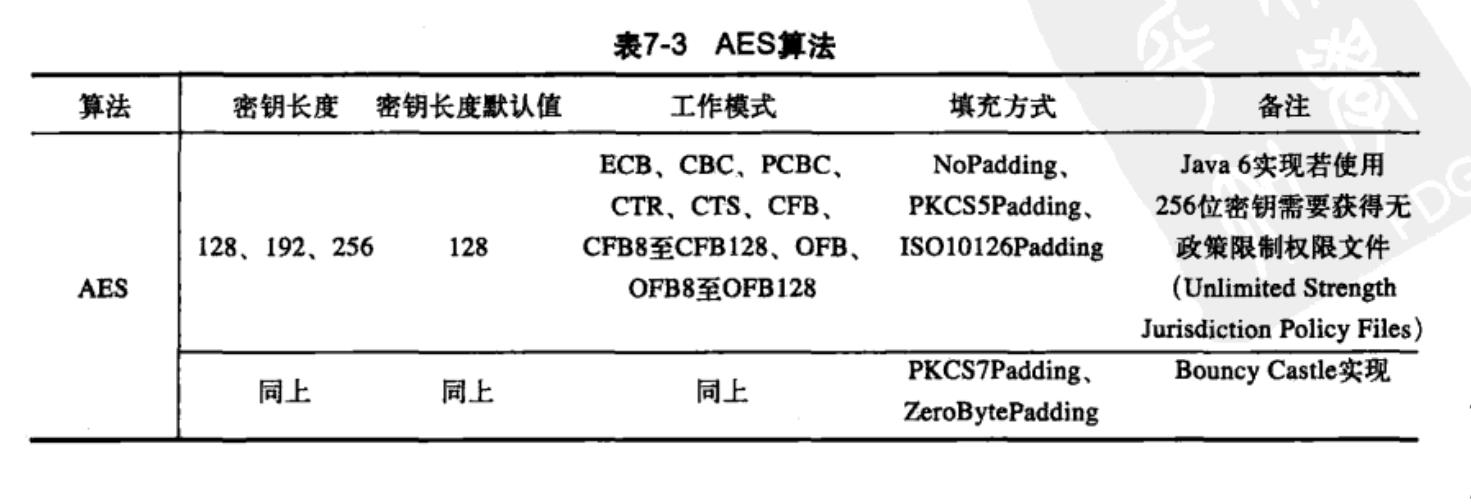 表7-3 AES算法
算法 密钥长度 密钥长度默认值 工作模式 填充方式 备注
AES
128、192、256
128
ECB、CBC、PCBC、
CTR、CTS、CFB、
CFB8至CFB128、OFB、
OFB8至OFB128
NoPadding、
PKCS5Padding、
ISO10126Padding
Java 6实现若使用
256位密钥需要获得无
政策限制权限文件
(Unlimited Strength
Jurisdiction Policy Files)
同上
同上
同上
PKCS7Padding、
ZeroBytePadding
Bouncy Castle实现
PDG